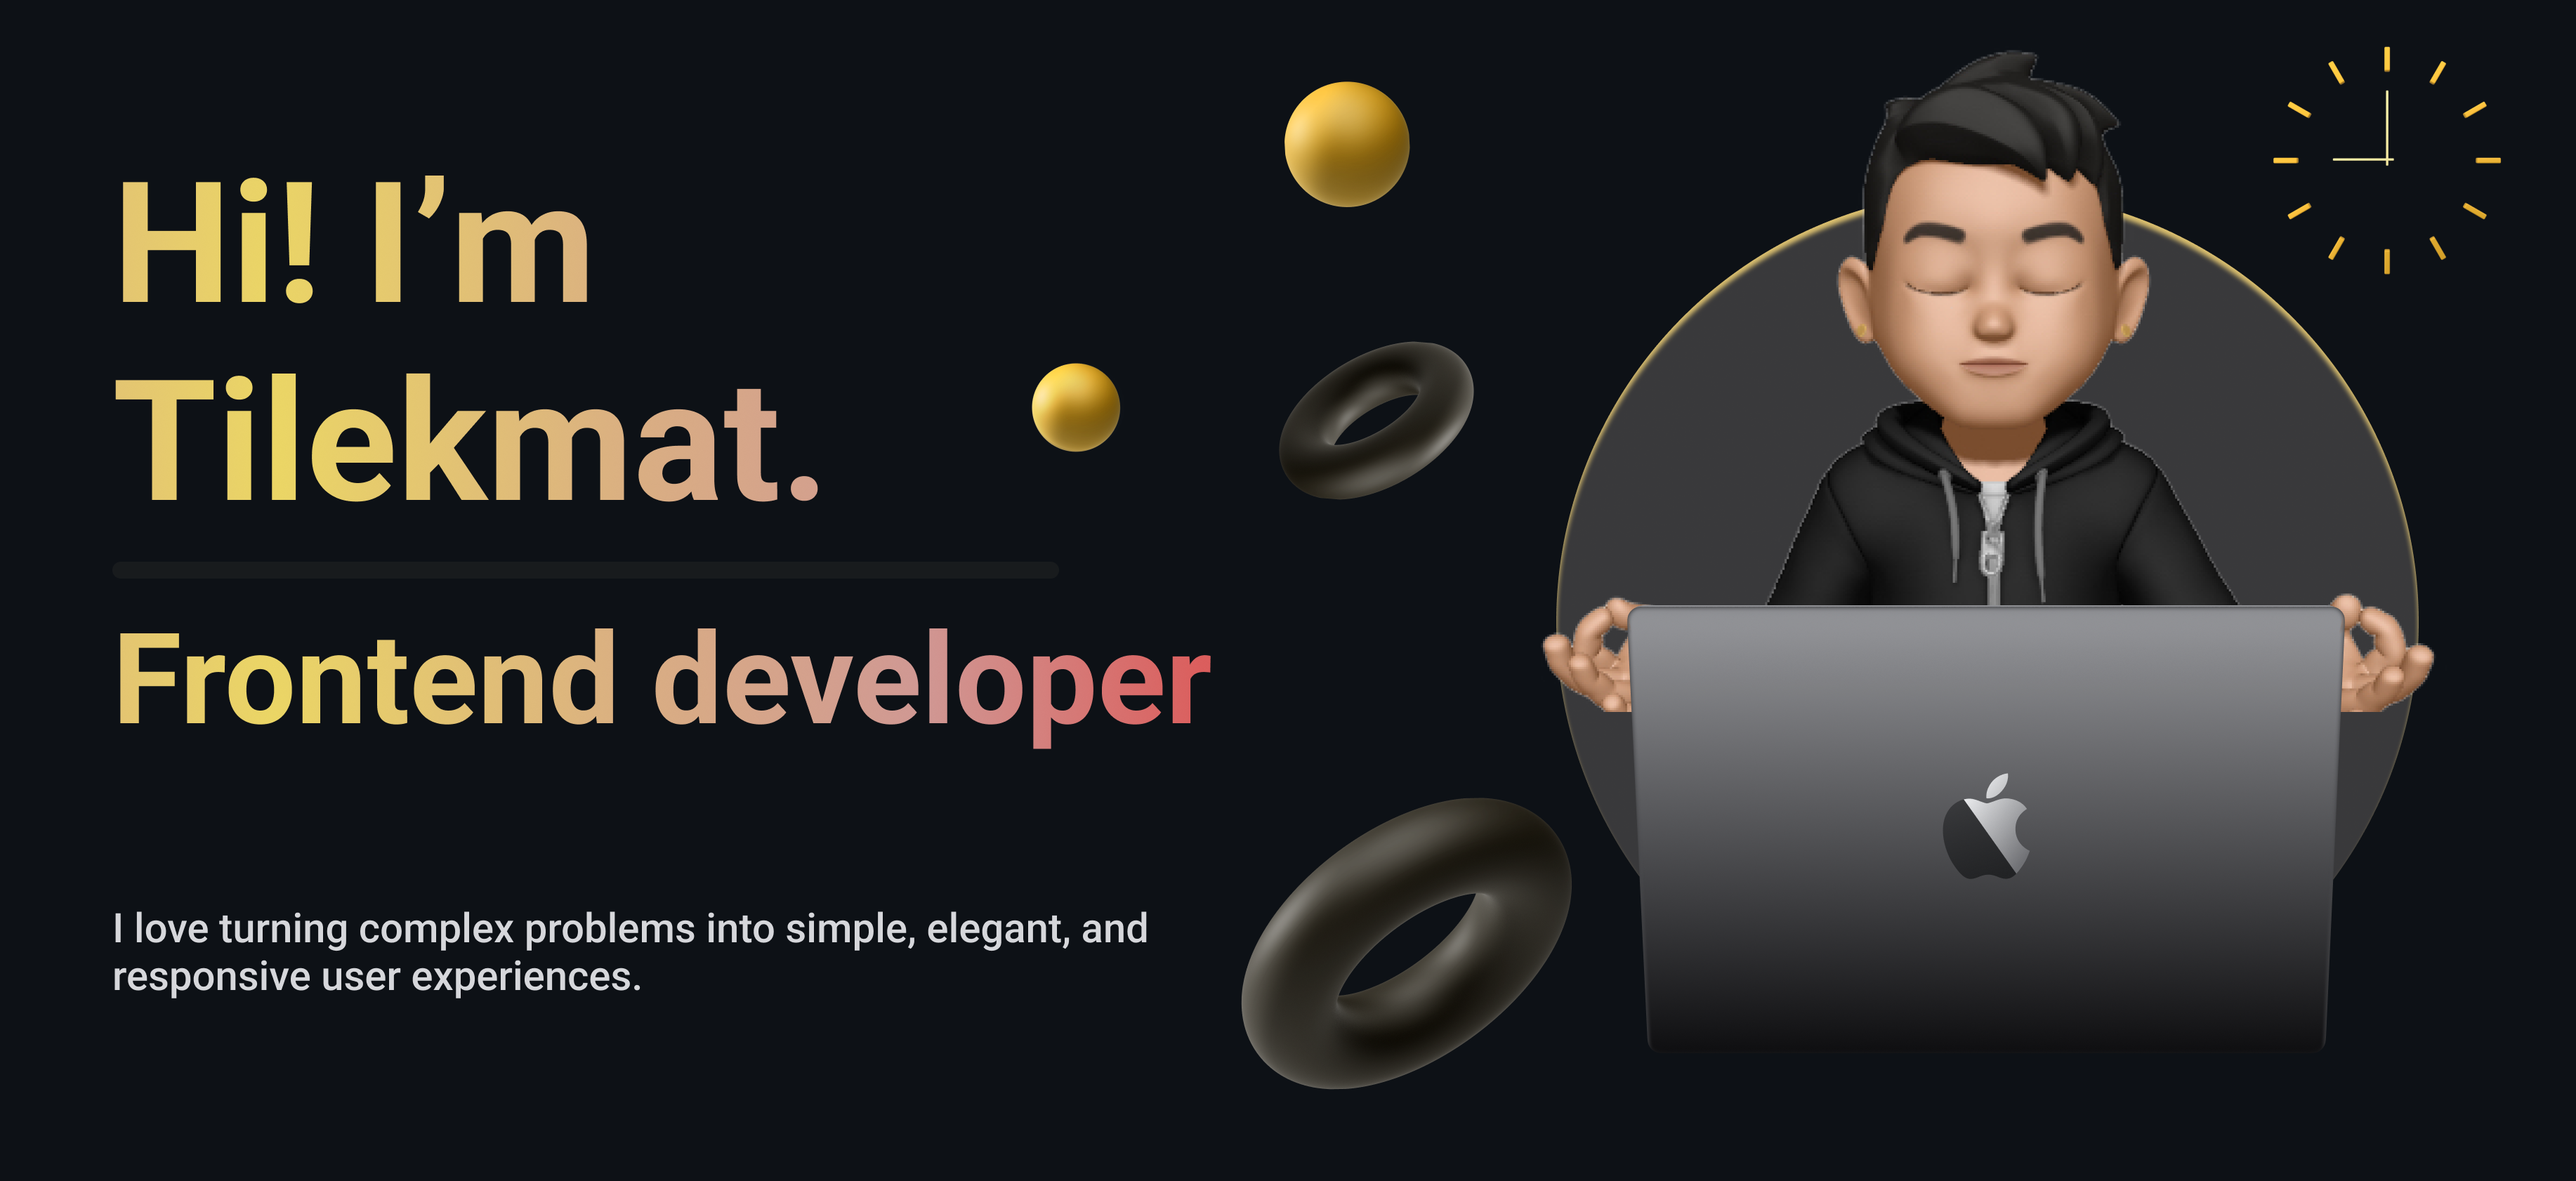 Hi! I’m
Tilekmat.
Frontend developer
I love turning complex problems into simple, elegant, and
responsive user experiences.